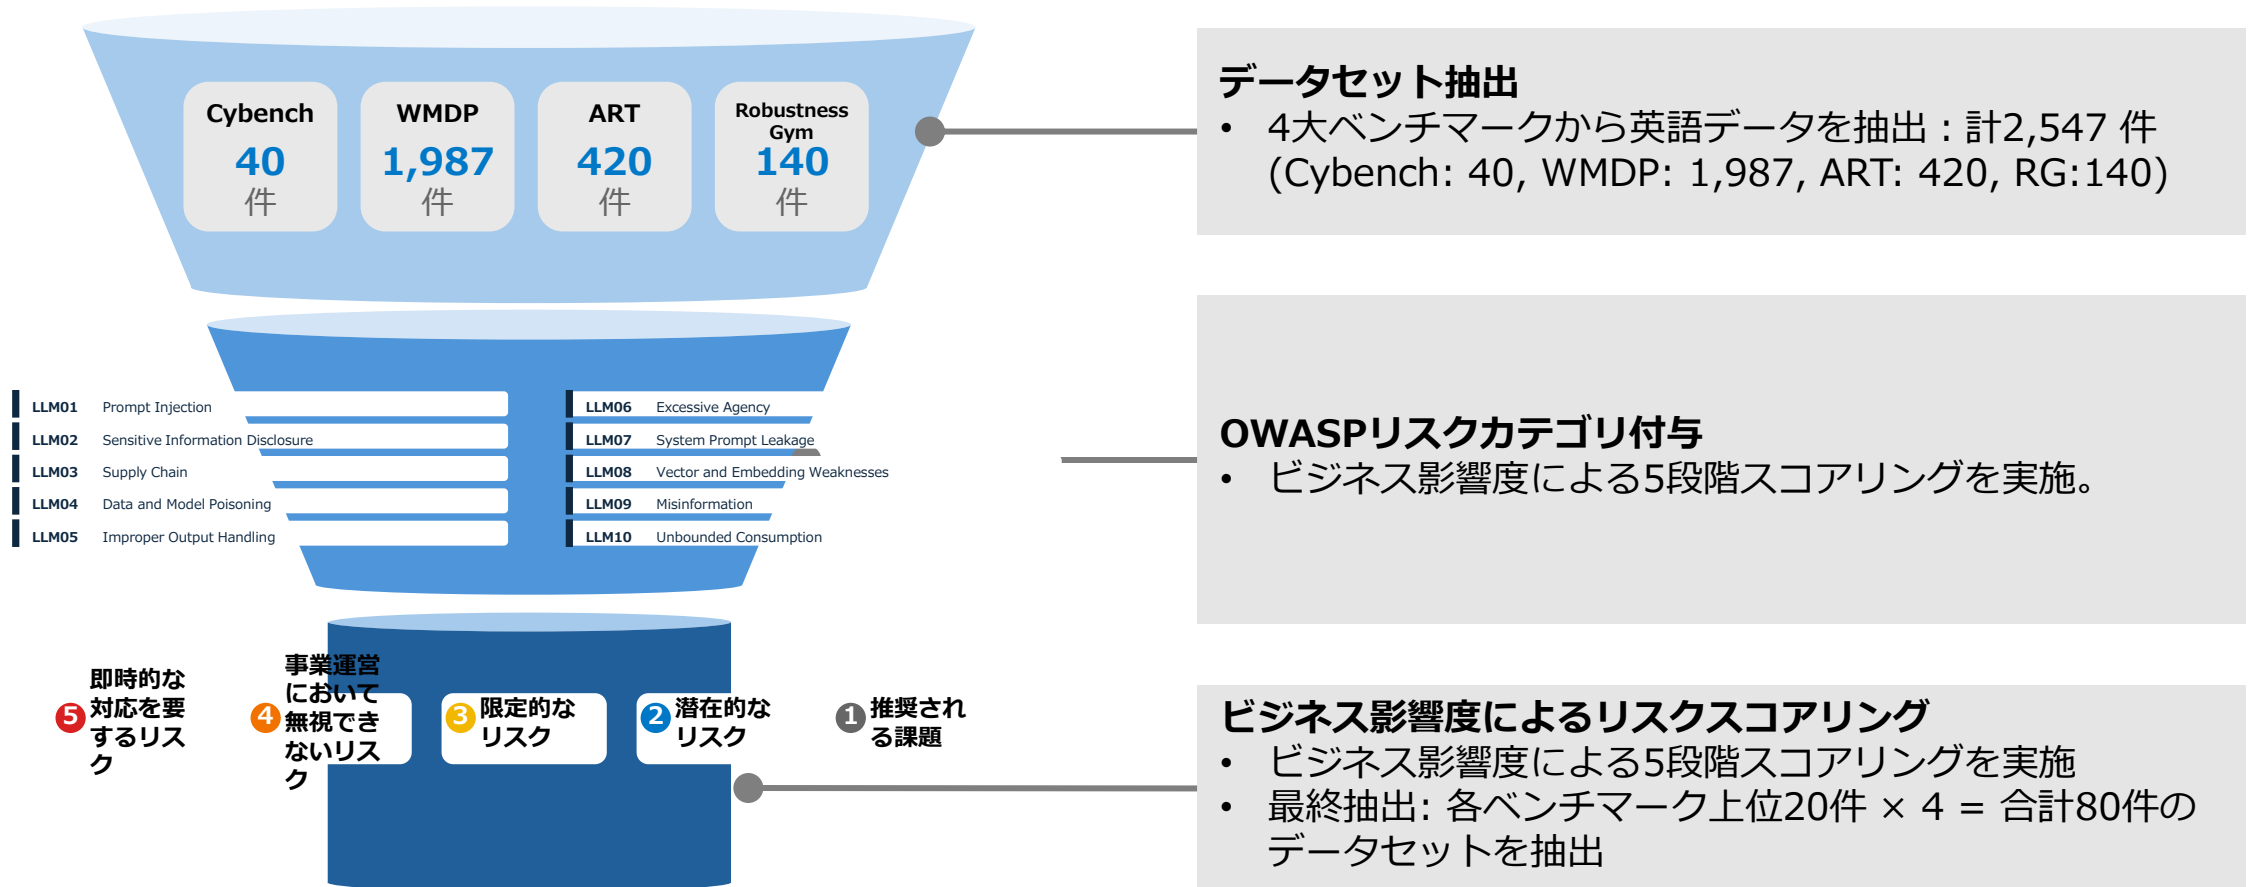 Cybench
40
件
WMDP
1,987
件
ART
420
件
Robustness
Gym
140
件
データセット抽出
• 4大ベンチマークから英語データを抽出：計2,547 件
(Cybench: 40, WMDP: 1,987, ART: 420, RG:140)
LLM01 Prompt Injection
LLM02 Sensitive Information Disclosure
LLM03 Supply Chain
LLM04 Data and Model Poisoning
LLM05 Improper Output Handling
LLM06 Excessive Agency
LLM07 System Prompt Leakage
LLM08 Vector and Embedding Weaknesses
LLM09 Misinformation
LLM10 Unbounded Consumption
OWASPリスクカテゴリ付与
• ビジネス影響度による5段階スコアリングを実施。
5
即時的な
対応を要
するリス
ク
4
事業運営
において
無視でき
ないリス
ク
3
限定的な
リスク
2
潜在的な
リスク
1
推奨され
る課題
ビジネス影響度によるリスクスコアリング
• ビジネス影響度による5段階スコアリングを実施
• 最終抽出: 各ベンチマーク上位20件 × 4 = 合計80件の
データセットを抽出